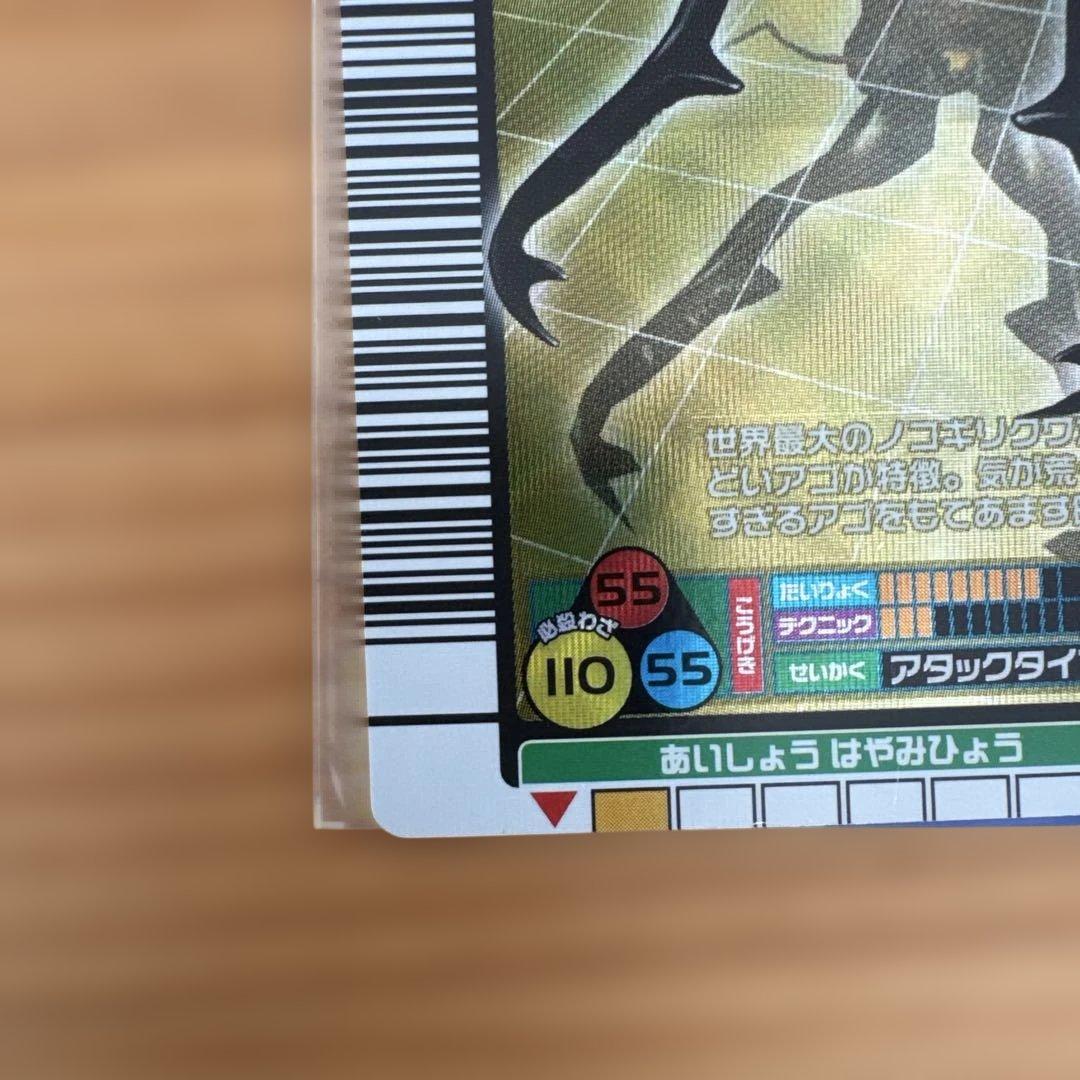 世界最大のノコギリクワ
どいアゴが特徴。気が荒
すぎるアゴをもてあます
55
必殺わざ
110
55
こうげき
たいりょく
テクニック
せいかく
アタックタイ
あいしょう はやみひょう